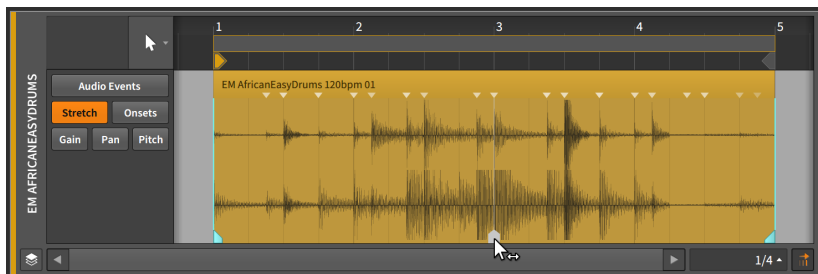 1 2 3 4 5
EM AFRICANEASYDRUMS
Audio Events
EM AfricanEasyDrums 120bpm 01
Stretch Onsets
Gain Pan Pitch
1/4